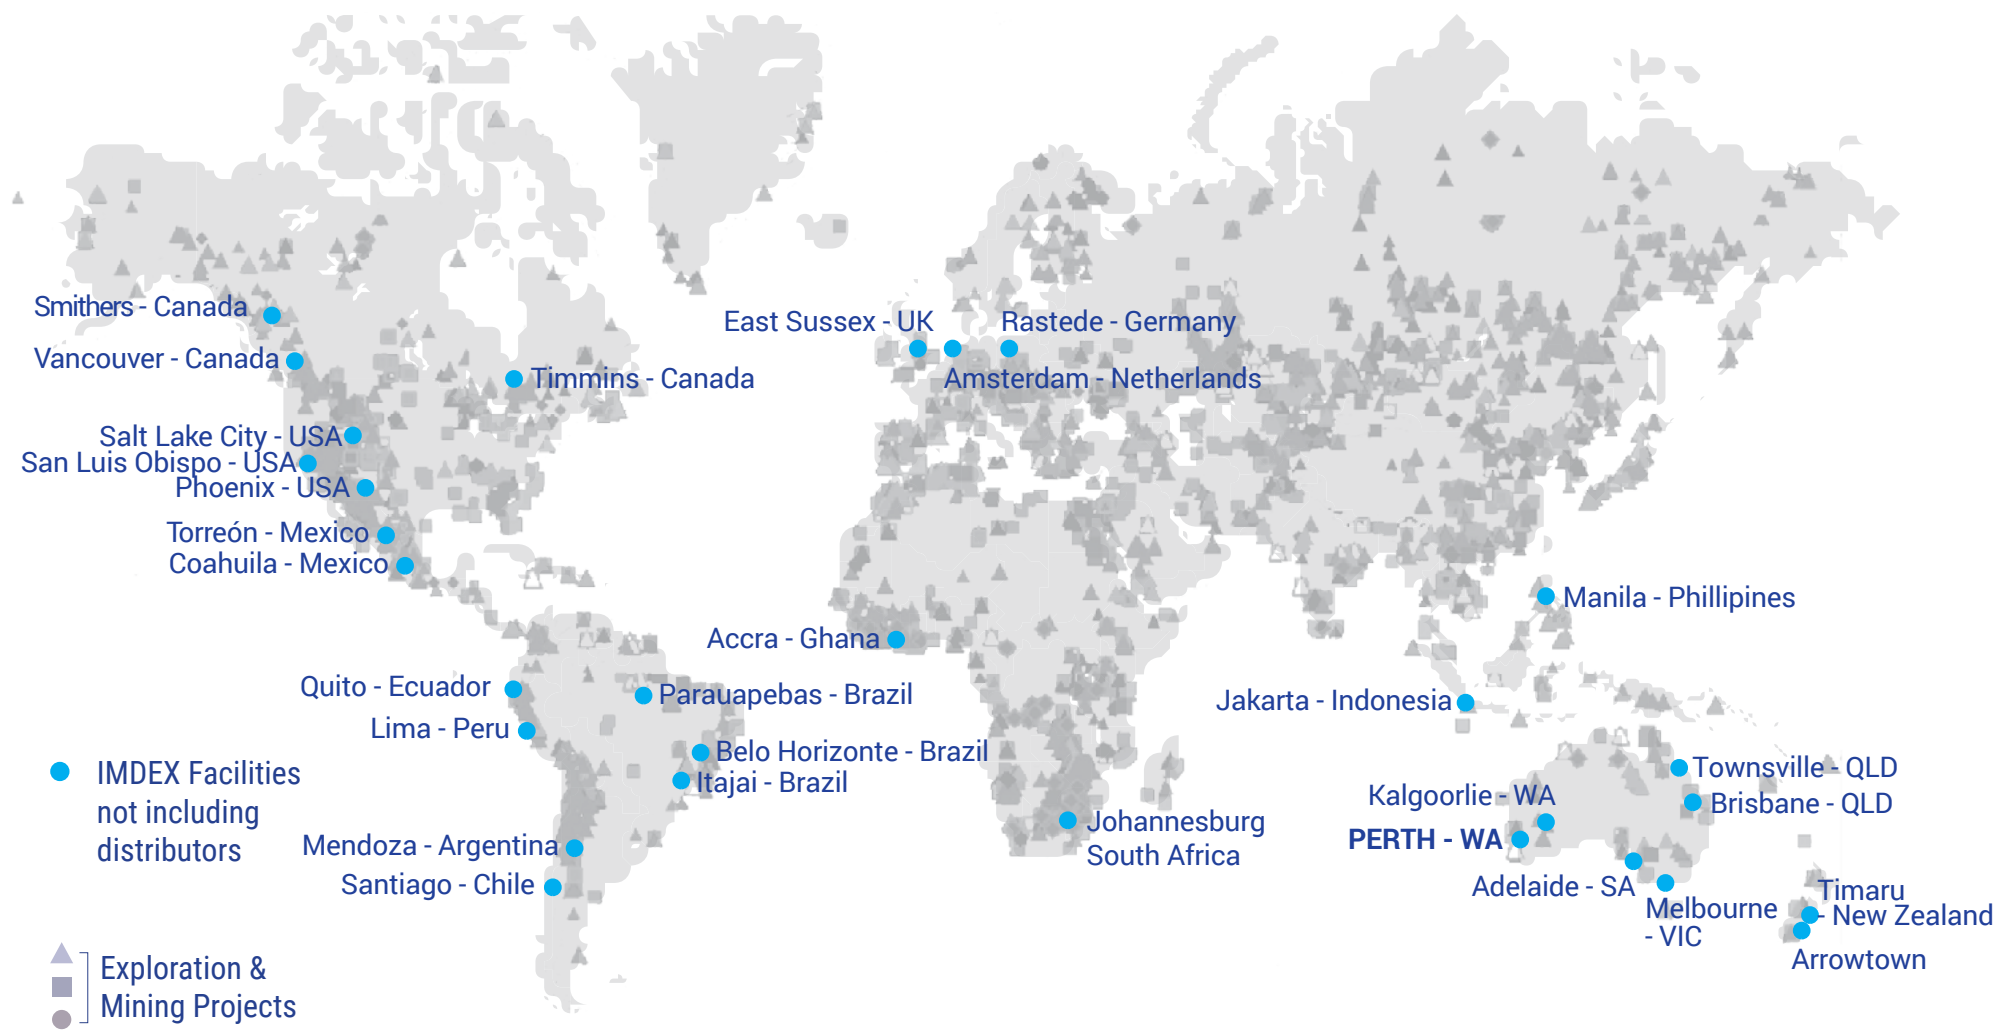 Smithers - Canada
Vancouver - Canada
Timmins - Canada
Salt Lake City - USA
San Luis Obispo - USA
Phoenix - USA
Torreón - Mexico
Coahuila - Mexico
East Sussex - UK
Rastede - Germany
Amsterdam - Netherlands
Accra - Ghana
Manila - Phillipines
Quito - Ecuador
Parauapebas - Brazil
Lima - Peru
Belo Horizonte - Brazil
Itajai - Brazil
Jakarta - Indonesia
Johannesburg
South Africa
Mendoza - Argentina
Santiago - Chile
Townsville - QLD
Kalgoorlie - WA
Brisbane - QLD
PERTH - WA
Adelaide - SA
Melbourne
- VIC
Timaru
- New Zealand
Arrowtown
IMDEX Facilities
not including
distributors
Exploration &
Mining Projects